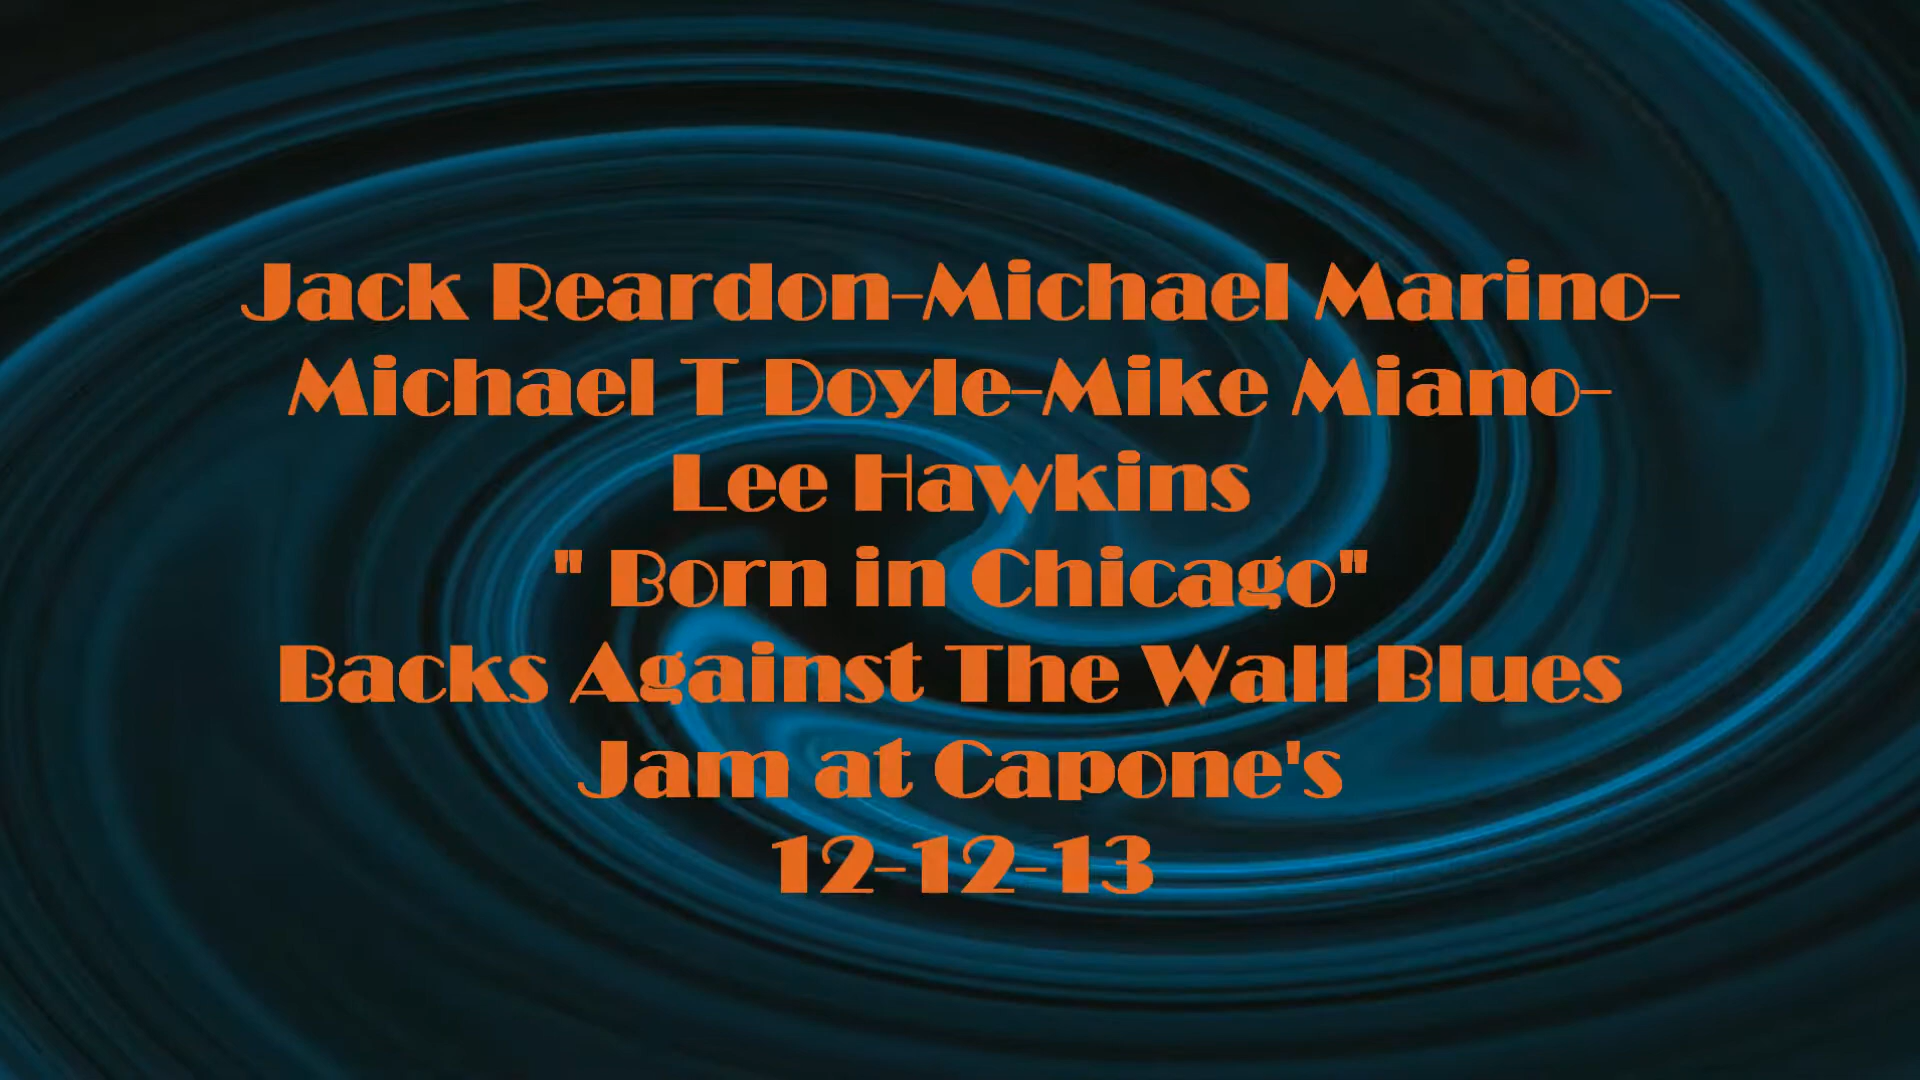 Jack Reardon-Michael Marino-
Michael T Doyle-Mike Miano-
Lee Hawkins
" Born in Chicago"
Backs Against The Wall Blues
Jam at Capone's
12-12-13